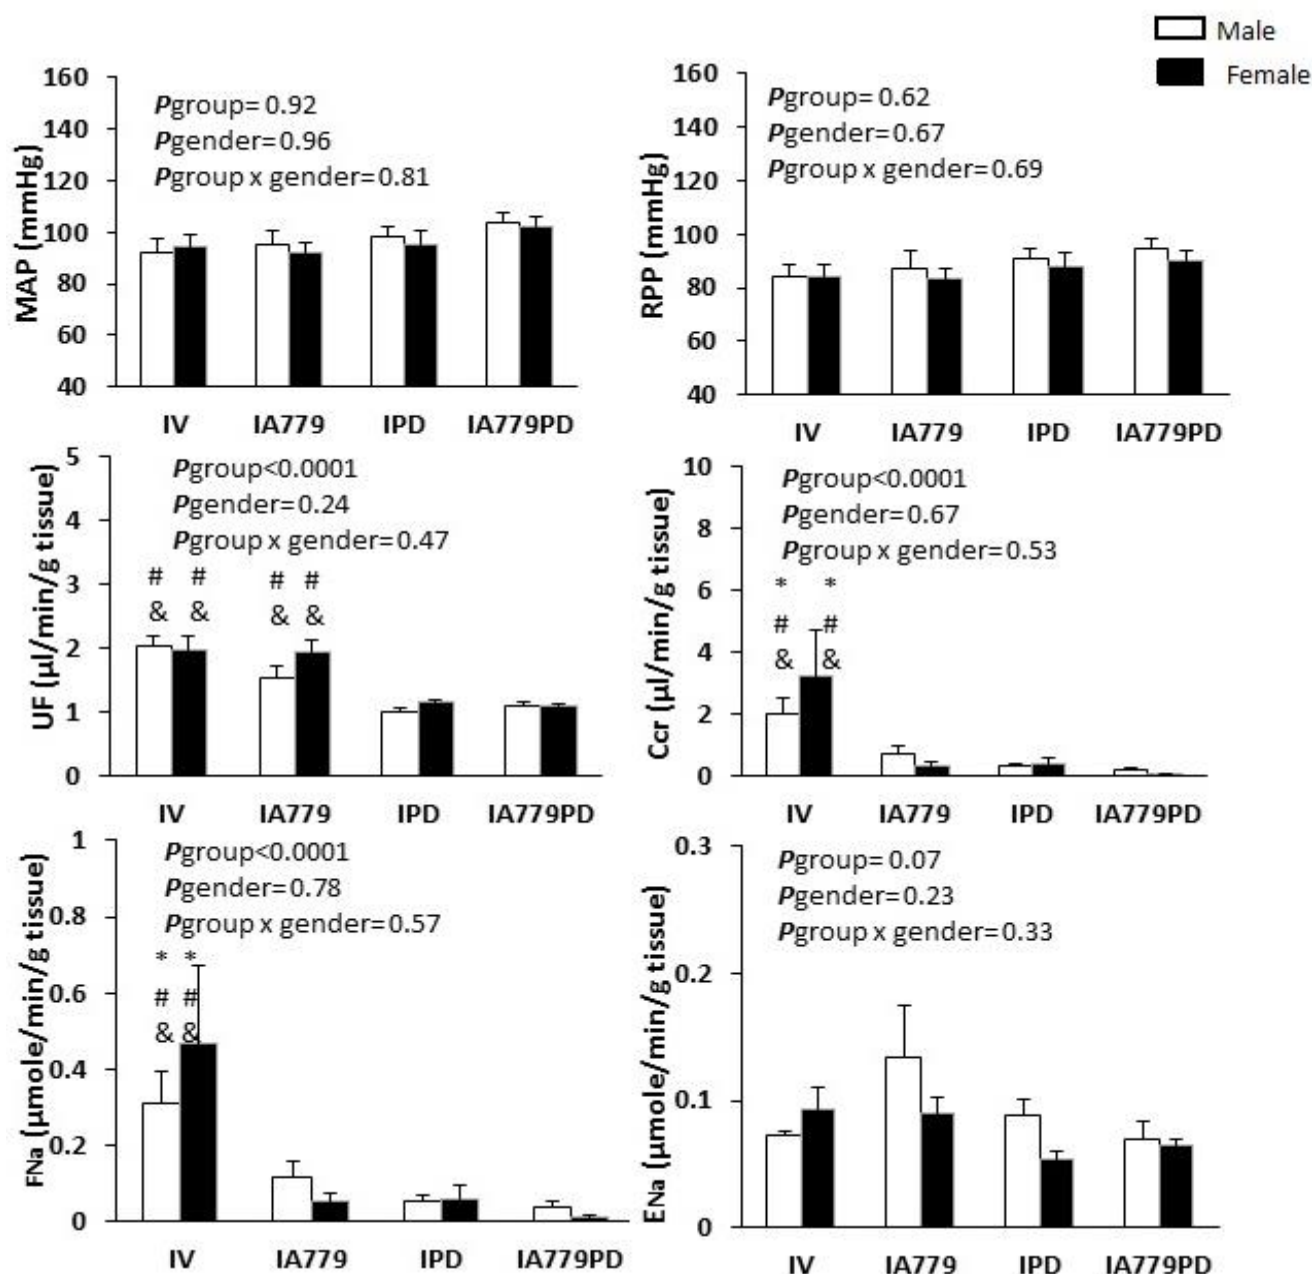 Male
Female
MAP (mmHg)
160
140
120
100
80
60
40
Pgroup= 0.92
Pgender= 0.96
Pgroup x gender= 0.81
IV IA779 IPD IA779PD
RPP (mmHg)
160
140
120
100
80
60
40
Pgroup= 0.62
Pgender= 0.67
Pgroup x gender= 0.69
IV IA779 IPD IA779PD
UF (µl/min/g tissue)
5
4
3
2
1
0
Pgroup<0.0001
Pgender= 0.24
Pgroup x gender= 0.47
# # # #
& & & &
IV IA779 IPD IA779PD
Ccr (µl/min/g tissue)
10
8
6
4
2
0
Pgroup<0.0001
Pgender= 0.67
Pgroup x gender= 0.53
* *
# #
& &
IV IA779 IPD IA779PD
FNa (µmole/min/g tissue)
1
0.8
0.6
0.4
0.2
0
Pgroup<0.0001
Pgender= 0.78
Pgroup x gender= 0.57
* *
# #
& &
IV IA779 IPD IA779PD
ENa (µmole/min/g tissue)
0.3
0.2
0.1
0
Pgroup= 0.07
Pgender= 0.23
Pgroup x gender= 0.33
IV IA779 IPD IA779PD